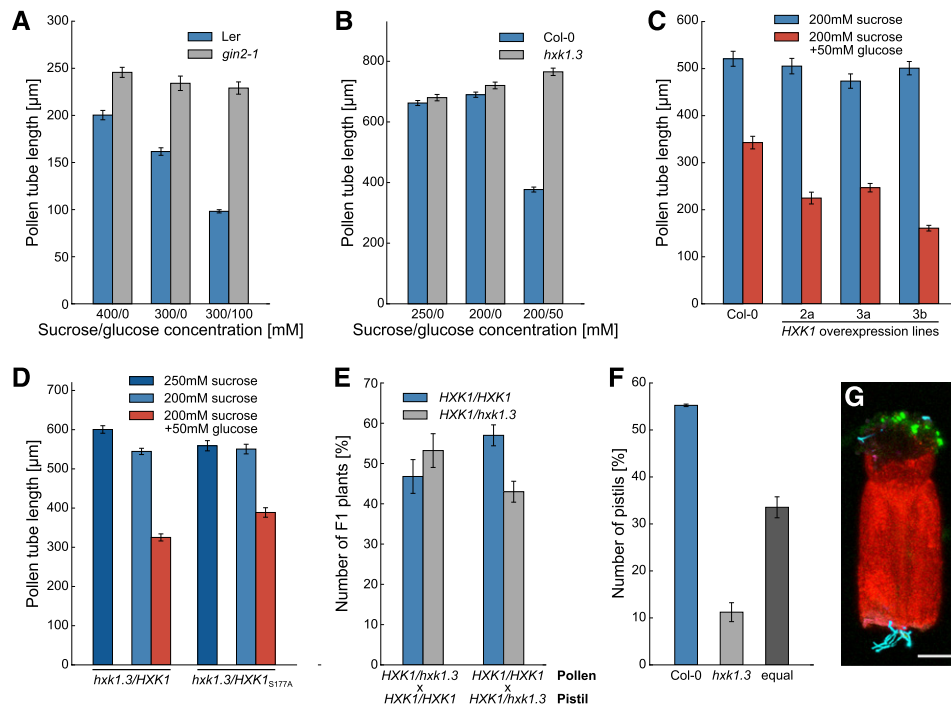 A
300
250
200
150
100
50
0
Pollen tube length [µm]
Ler
gin2-1
400/0
300/0
300/100
Sucrose/glucose concentration [mM]
B
800
600
400
200
0
Pollen tube length [µm]
Col-0
hxk1.3
250/0
200/0
200/50
Sucrose/glucose concentration [mM]
C
600
500
400
300
200
100
0
Pollen tube length [µm]
200mM sucrose
200mM sucrose
+50mM glucose
Col-0
2a
3a
3b
HXK1 overexpression lines
D
700
600
500
400
300
200
100
0
Pollen tube length [µm]
250mM sucrose
200mM sucrose
200mM sucrose
+50mM glucose
hxk1.3/HXK1
hxk1.3/HXK1S177A
E
70
60
50
40
30
20
10
0
Number of F1 plants [%]
HXK1/HXK1
HXK1/hxk1.3
HXK1/hxk1.3
x
HXK1/HXK1
HXK1/HXK1
x
HXK1/hxk1.3
Pollen
Pistil
F
60
50
40
30
20
10
0
Number of pistils [%]
Col-0
hxk1.3
equal
G